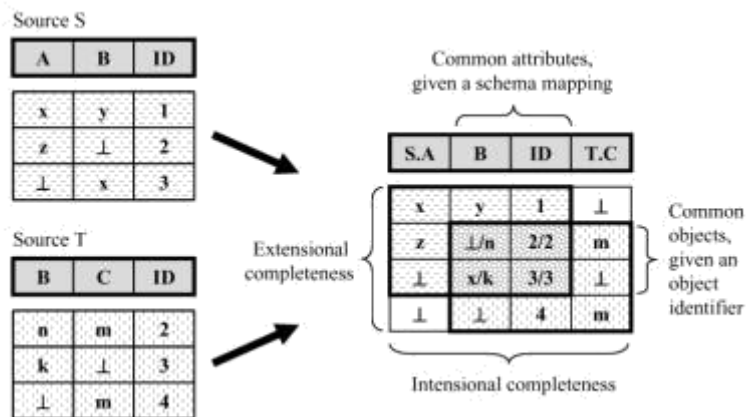 Source S
A B ID
x y 1
z ⊥ 2
⊥ x 3
Source T
B C ID
n m 2
k ⊥ 3
⊥ m 4
Common attributes,
given a schema mapping
S.A B ID T.C
x y 1 ⊥
z ⊥/n 2/2 m
⊥ x/k 3/3 ⊥
⊥ ⊥ 4 m
Extensional
completeness
Common
objects,
given an
object
identifier
Intensional completeness